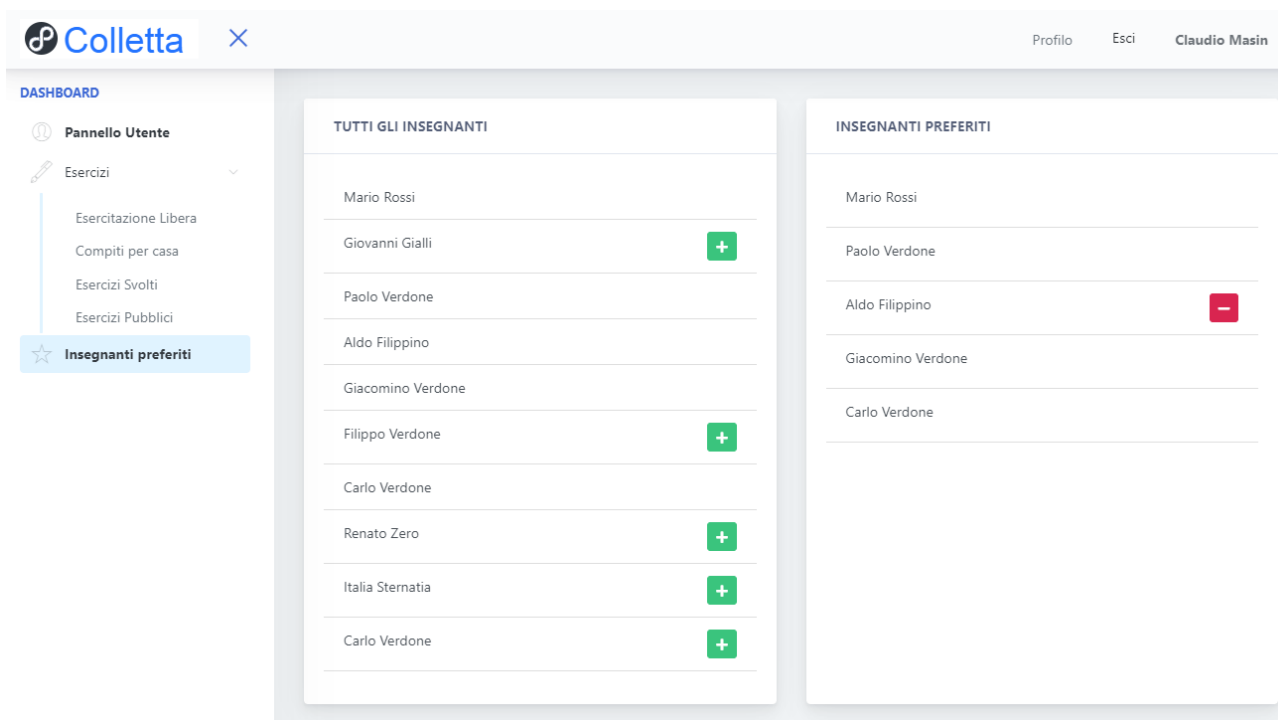 Colletta
Profilo Esci Claudio Masin
DASHBOARD
Pannello Utente
Esercizi
Esercitazione Libera
Compiti per casa
Esercizi Svolti
Esercizi Pubblici
Insegnanti preferiti
TUTTI GLI INSEGNANTI
Mario Rossi
Giovanni Gialli
Paolo Verdone
Aldo Filippino
Giacomino Verdone
Filippo Verdone
Carlo Verdone
Renato Zero
Italia Sternatia
Carlo Verdone
INSEGNANTI PREFERITI
Mario Rossi
Paolo Verdone
Aldo Filippino
Giacomino Verdone
Carlo Verdone